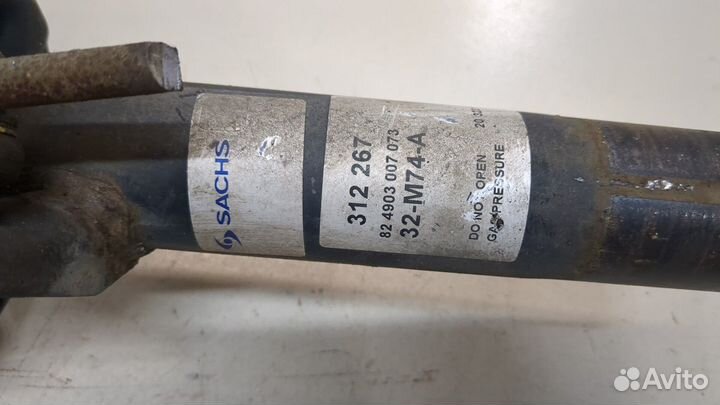 SACHS
312 267
82 4903 007 073
32-M74-A
DO NOT OPEN
GAS PRESSURE
Avito